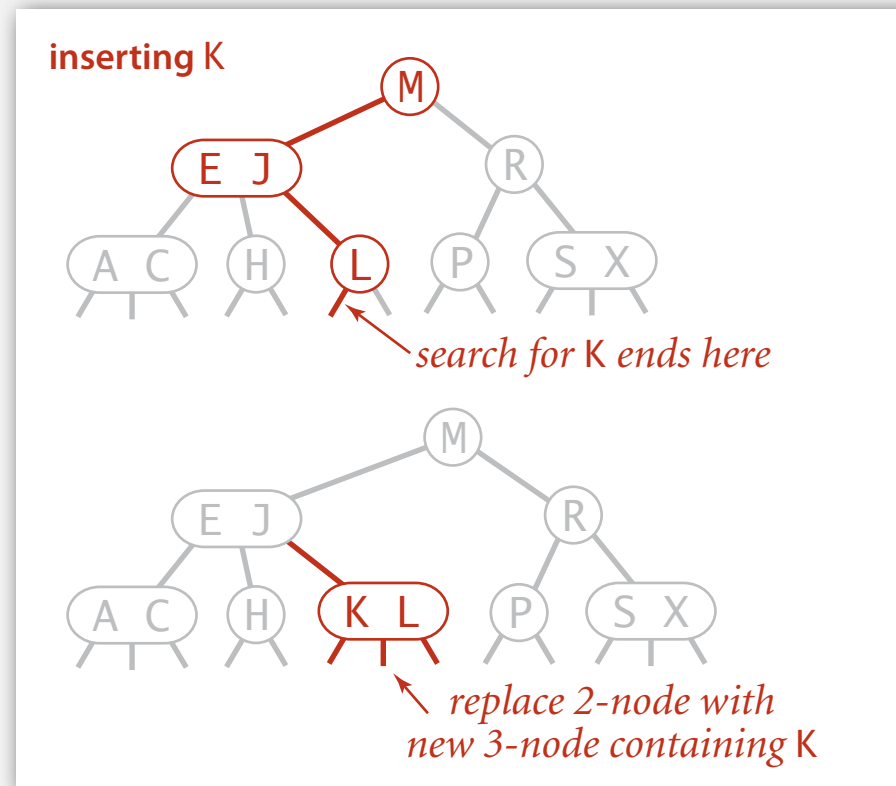 inserting K
M
E J
R
A C
H
L
P
S X
search for K ends here
M
E J
R
A C
H
K L
P
S X
replace 2-node with
new 3-node containing K